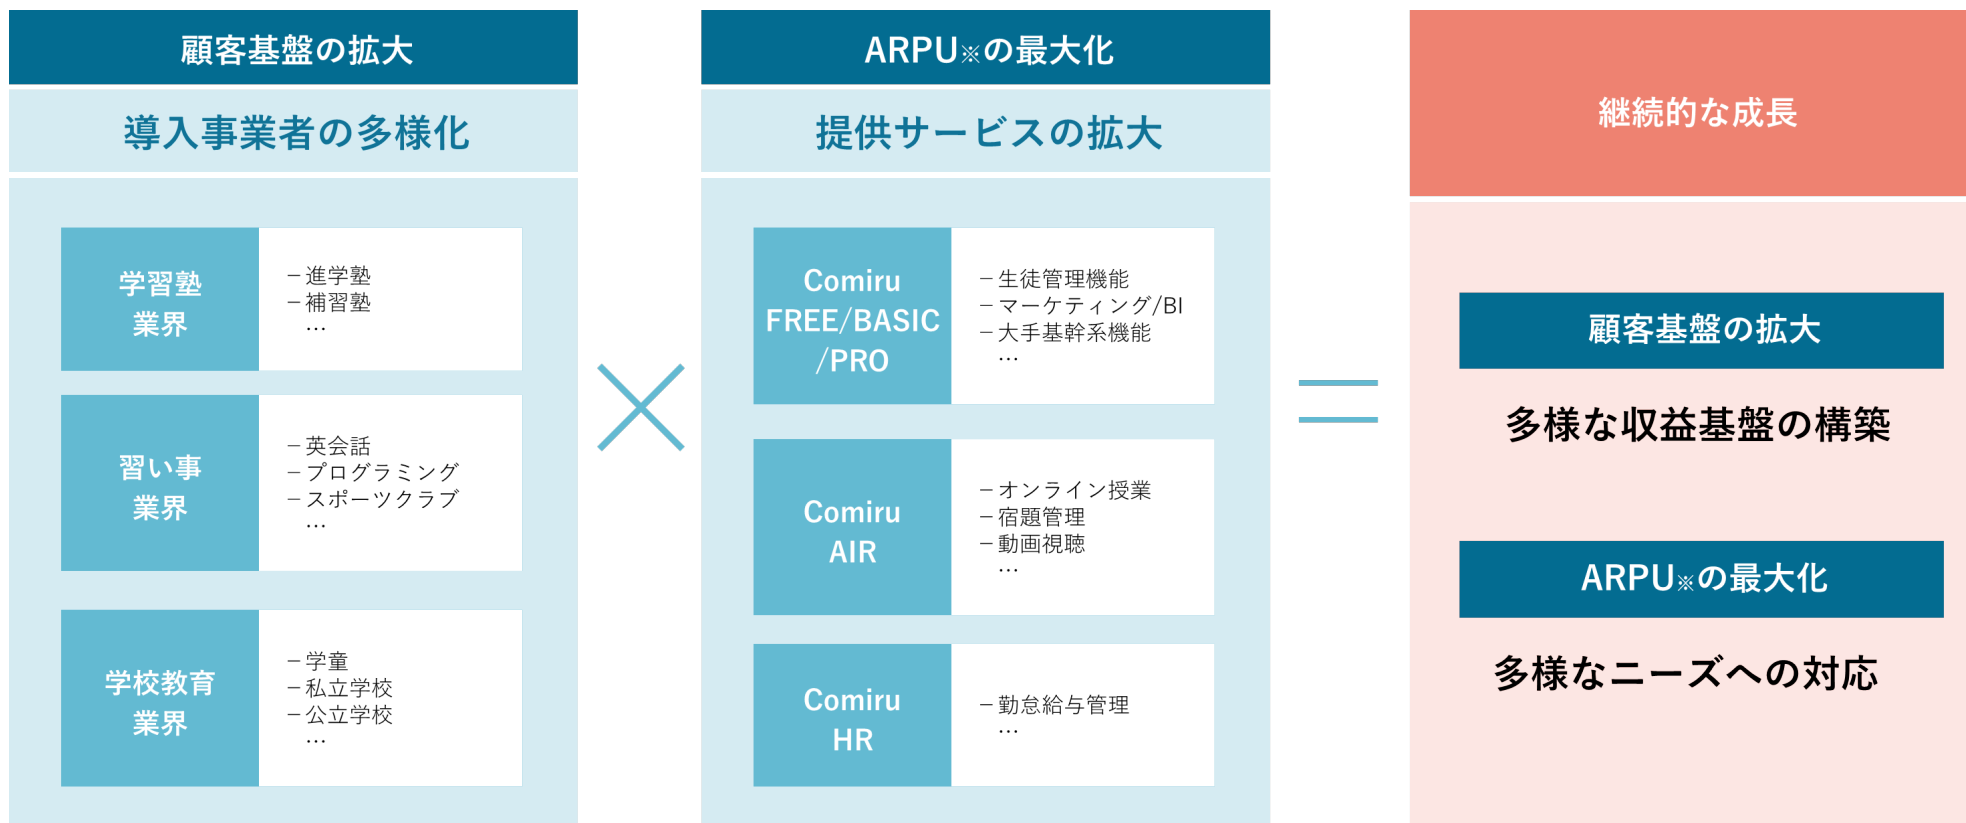 顧客基盤の拡大
導入事業者の多様化
学習塾
業界
－進学塾
－補習塾
…
習い事
業界
－英会話
－プログラミング
－スポーツクラブ
…
学校教育
業界
－学童
－私立学校
－公立学校
…
×
ARPU※の最大化
提供サービスの拡大
Comiru
FREE/BASIC
/PRO
－生徒管理機能
－マーケティング/BI
－大手基幹系機能
…
Comiru
AIR
－オンライン授業
－宿題管理
－動画視聴
…
Comiru
HR
－勤怠給与管理
…
＝
継続的な成長
顧客基盤の拡大
多様な収益基盤の構築
ARPU※の最大化
多様なニーズへの対応